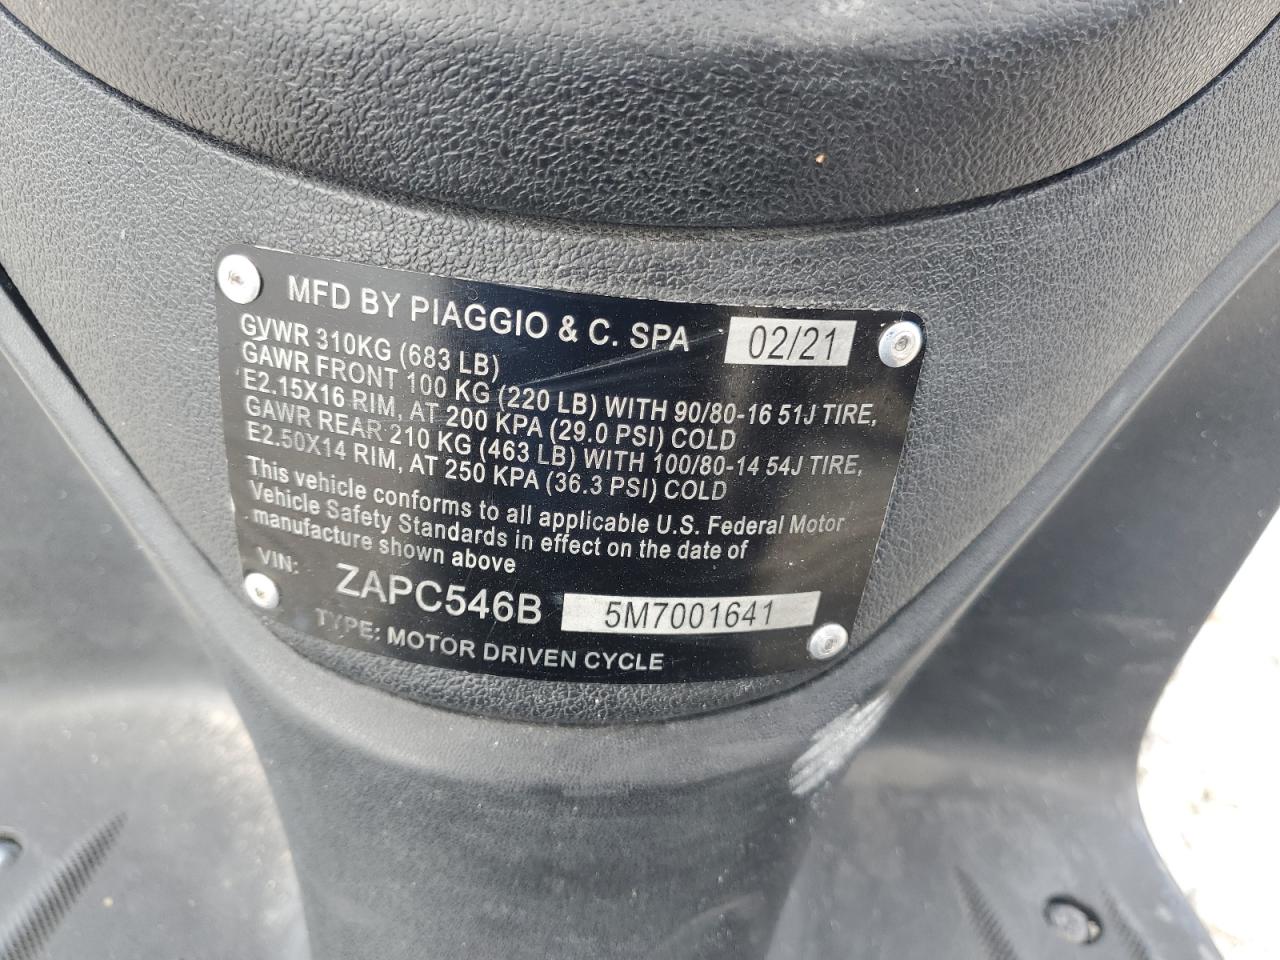 MFD BY PIAGGIO & C. SPA 02/21
GVWR 310KG (683 LB)
GAWR FRONT 100 KG (220 LB) WITH 90/80-16 51J TIRE,
E2.15X16 RIM, AT 200 KPA (29.0 PSI) COLD
GAWR REAR 210 KG (463 LB) WITH 100/80-14 54J TIRE,
E2.50X14 RIM, AT 250 KPA (36.3 PSI) COLD
This vehicle conforms to all applicable U.S. Federal Motor
Vehicle Safety Standards in effect on the date of
manufacture shown above
VIN: ZAPC546B 5M7001641
TYPE: MOTOR DRIVEN CYCLE